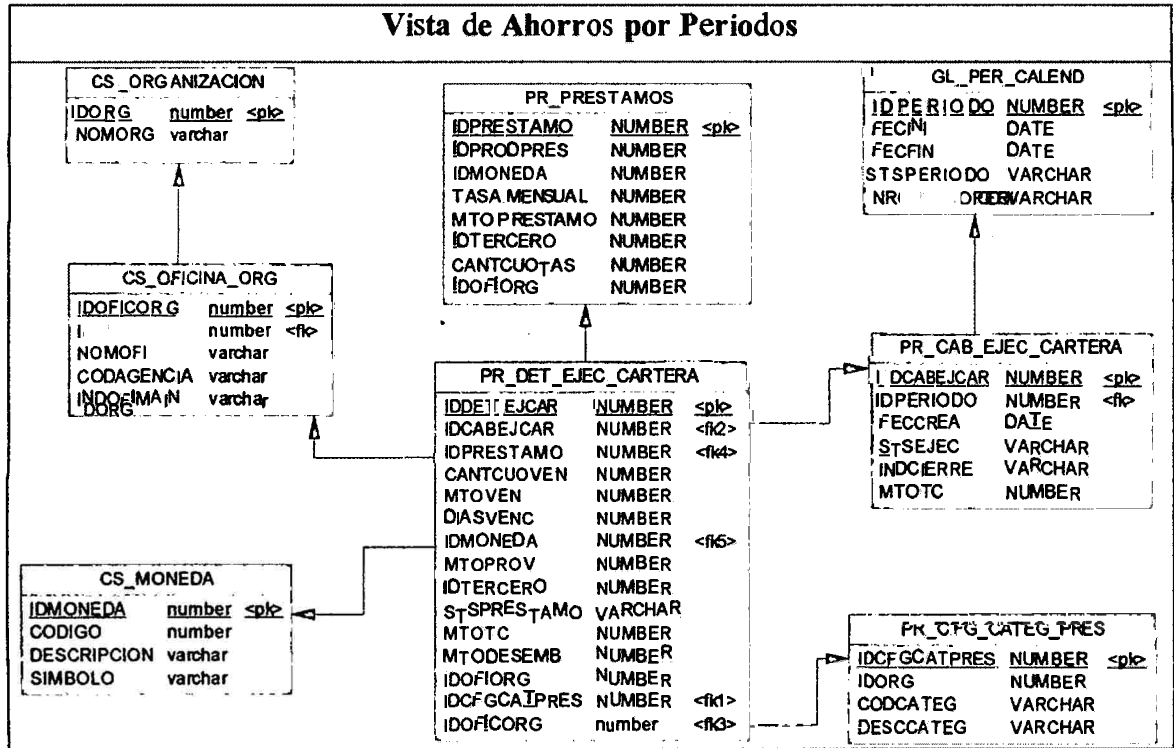 Vista de Ahorros por Periodos
CS_ORGANIZACION
IDORG number <pk>
NOMORG varchar
CS_OFICINA_ORG
IDOFICORG number <pk>
number <fk>
NOMOFI varchar
CODAGENCIA varchar
INDOFIMAIN varchar
DORG
CS_MONEDA
IDMONEDA number <pk>
CODIGO number
DESCRIPCION varchar
SIMBOLO varchar
PR_PRESTAMOS
IDPRESTAMO NUMBER <pk>
IDPRODPRES NUMBER
IDMONEDA NUMBER
TASA MENSUAL NUMBER
MTOPRESTAMO NUMBER
IDTERCERO NUMBER
CANTCUOTAS NUMBER
IDOFIORG NUMBER
PR_DET_EJEC_CARTERA
IDDETEJCAR NUMBER <pk>
IDCABEJCAR NUMBER <fk2>
IDPRESTAMO NUMBER <fk4>
CANTCUOVEN NUMBER
MTOVEN NUMBER
DIASVENC NUMBER
IDMONEDA NUMBER <fk5>
MTOPROV NUMBER
IDTERCERO NUMBER
STSPRESTAMO VARCHAR
MTOTC NUMBER
MTODESEMB NUMBER
IDOFIORG NUMBER
IDCFGCATPRES NUMBER <fk1>
IDOFICORG number <fk3>
GL_PER_CALEND
IDPERIODO NUMBER <pk>
FECINI DATE
FECFIN DATE
STSPERIODO VARCHAR
VARCHAR
PR_CAB_EJEC_CARTERA
IDCABEJCAR NUMBER <pk>
IDPERIODO NUMBER <fk>
FECCREA DATE
STSEJEC VARCHAR
INDCIERRE VARCHAR
MTOTC NUMBER
PR_CFG_CATEG_PRES
IDCFGCATPRES NUMBER <pk>
IDORG NUMBER
CODCATEG VARCHAR
DESCCATEG VARCHAR